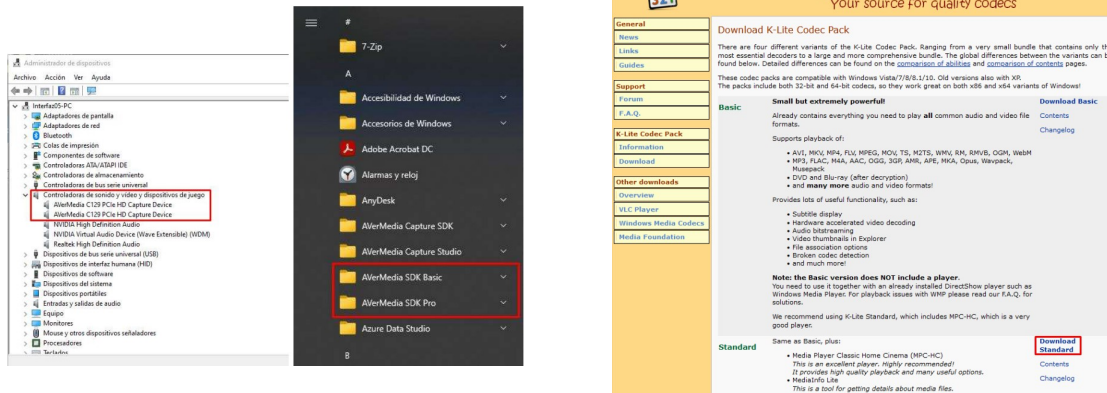 Administrador de dispositivos
Archivo Acción Ver Ayuda
Interfaz05-PC
Adaptadores de pantalla
Adaptadores de red
Bluetooth
Colas de impresión
Componentes de software
Controladoras ATA/ATAPI IDE
Controladoras de almacenamiento
Controladoras de bus serie universal
Controladoras de sonido y vídeo y dispositivos de juego
AVerMedia C129 PCIe HD Capture Device
AVerMedia C129 PCIe HD Capture Device
NVIDIA High Definition Audio
NVIDIA Virtual Audio Device (Wave Extensible) (WDM)
Realtek High Definition Audio
Dispositivos de bus serie universal (USB)
Dispositivos de interfaz humana (HID)
Dispositivos de software
Dispositivos del sistema
Dispositivos portátiles
Entradas y salidas de audio
Equipo
Monitores
Mouse y otros dispositivos señaladores
Procesadores
Teclados
#
7-Zip
A
Accesibilidad de Windows
Accesorios de Windows
Adobe Acrobat DC
Alarmas y reloj
AnyDesk
AVerMedia Capture SDK
AVerMedia Capture Studio
AVerMedia SDK Basic
AVerMedia SDK Pro
Azure Data Studio
B
321
Your source for quality codecs
General
News
Links
Guides
Support
Forum
F.A.Q.
K-Lite Codec Pack
Information
Download
Other downloads
Overview
VLC Player
Windows Media Codecs
Media Foundation
Download K-Lite Codec Pack
There are four different variants of the K-Lite Codec Pack. Ranging from a very small bundle that contains only th
most essential decoders to a large and more comprehensive bundle. The global differences between the variants can b
found below. Detailed differences can be found on the comparison of abilities and comparison of contents pages.
These codec packs are compatible with Windows Vista/7/8/8.1/10. Old versions also with XP.
The packs include both 32-bit and 64-bit codecs, so they work great on both x86 and x64 variants of Windows!
Basic
Small but extremely powerful!
Already contains everything you need to play all common audio and video file
formats.
Supports playback of:
• AVI, MKV, MP4, FLV, MPEG, MOV, TS, M2TS, WMV, RM, RMVB, OGM, WebM
• MP3, FLAC, M4A, AAC, OGG, 3GP, AMR, APE, MKA, Opus, Wavpack,
Musepack
• DVD and Blu-ray (after decryption)
• and many more audio and video formats!
Provides lots of useful functionality, such as:
• Subtitle display
• Hardware accelerated video decoding
• Audio bitstreaming
• Video thumbnails in Explorer
• File association options
• Broken codec detection
• and much more!
Note: the Basic version does NOT include a player.
You need to use it together with an already installed DirectShow player such as
Windows Media Player. For playback issues with WMP please read our F.A.Q. for
solutions.
We recommend using K-Lite Standard, which includes MPC-HC, which is a very
good player.
Download Basic
Contents
Changelog
Standard
Same as Basic, plus:
• Media Player Classic Home Cinema (MPC-HC)
This is an excellent player. Highly recommended!
It provides high quality playback and many useful options.
• MediaInfo Lite
This is a tool for getting details about media files.
Download
Standard
Contents
Changelog